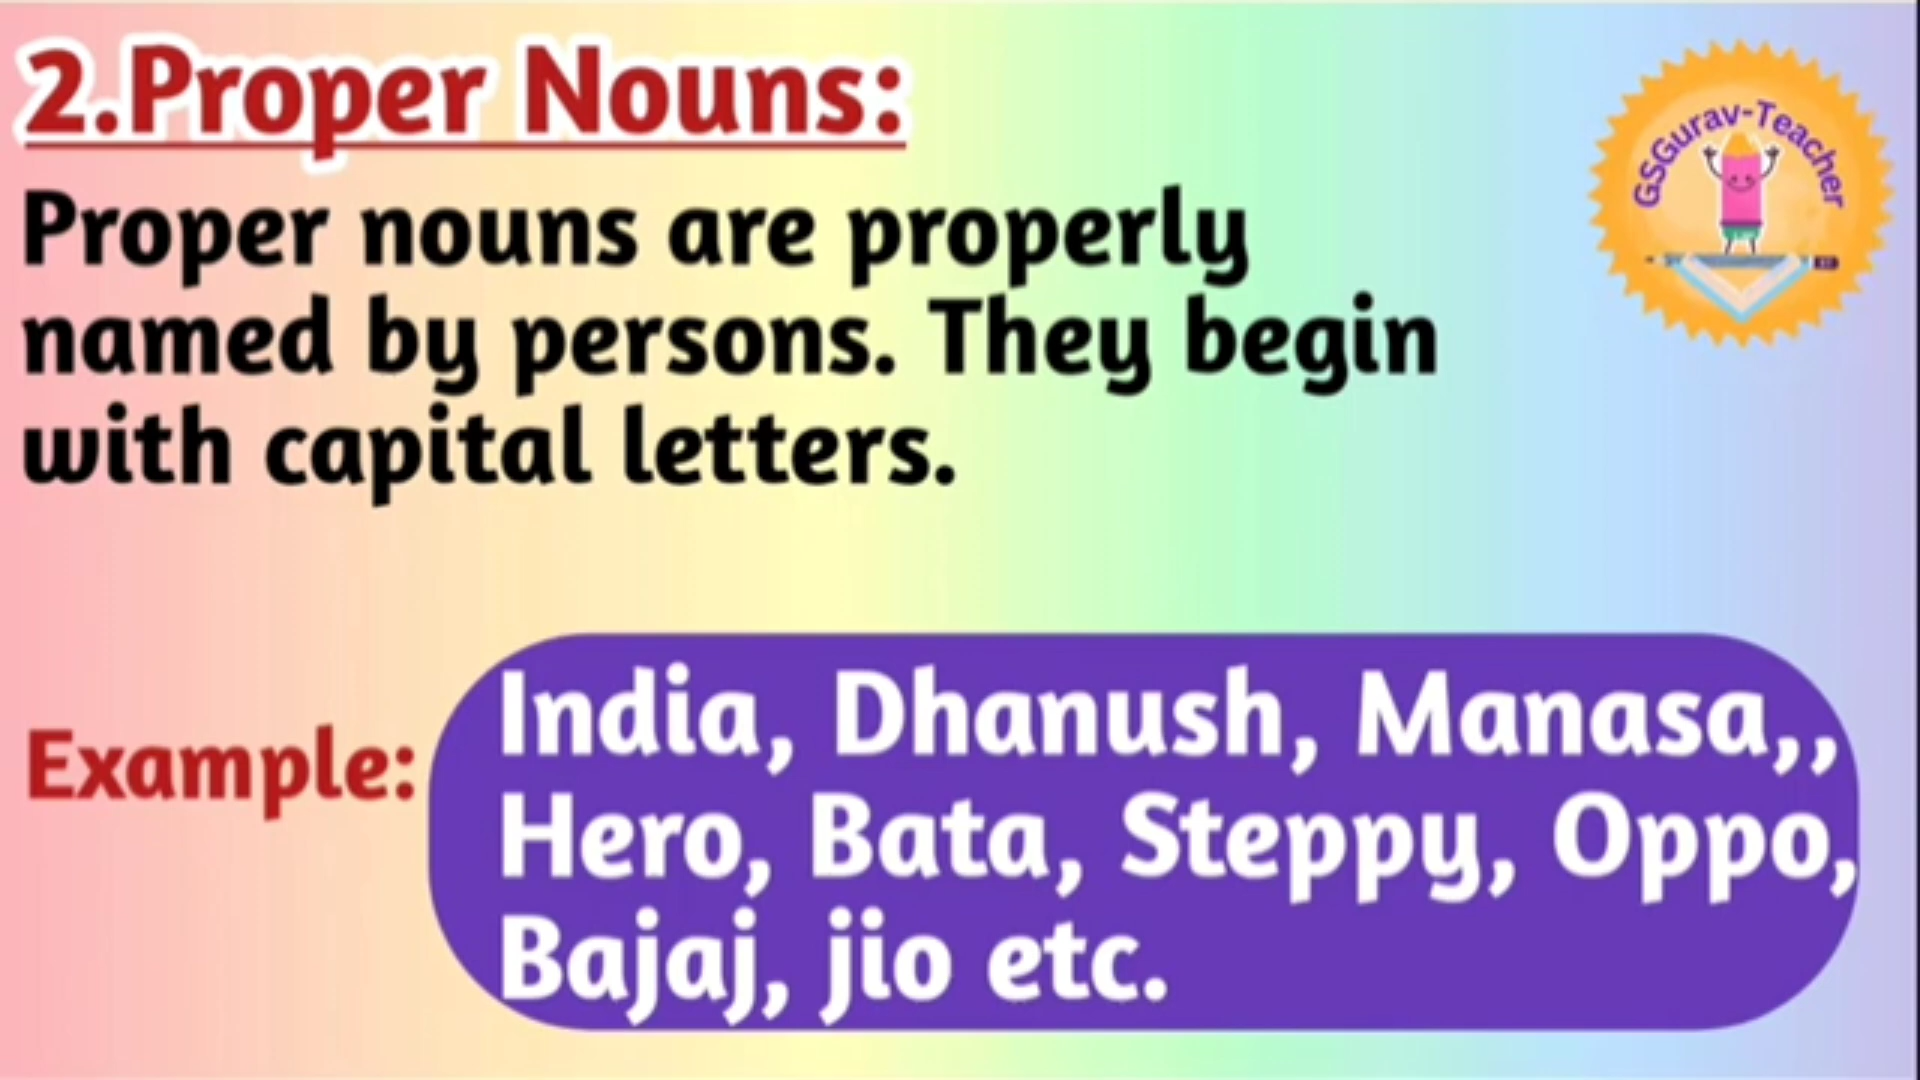 2.Proper Nouns:
GSGurav-Teacher
Proper nouns are properly
named by persons. They begin
with capital letters.
Example:
India, Dhanush, Manasa,,
Hero, Bata, Steppy, Oppo,
Bajaj, jio etc.